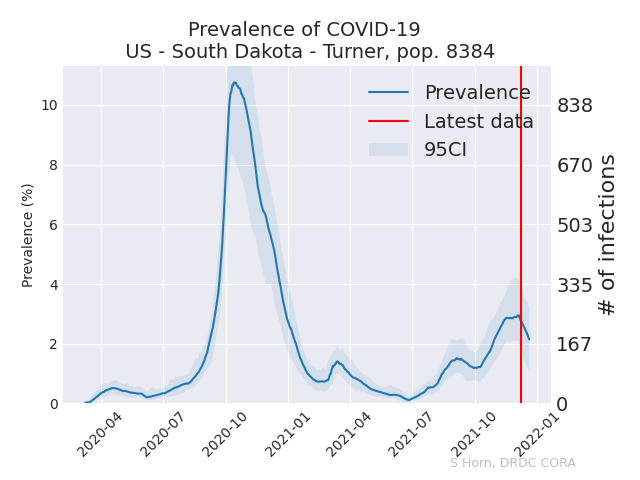 Prevalence of COVID-19
US - South Dakota - Turner, pop. 8384
Prevalence
Latest data
95CI
Prevalence (%)
10
8
6
4
2
0
838
670
503
335
167
0
# of infections
2020-04
2020-07
2020-10
2021-01
2021-04
2021-07
2021-10
2022-01
S Horn, DRDC CORA